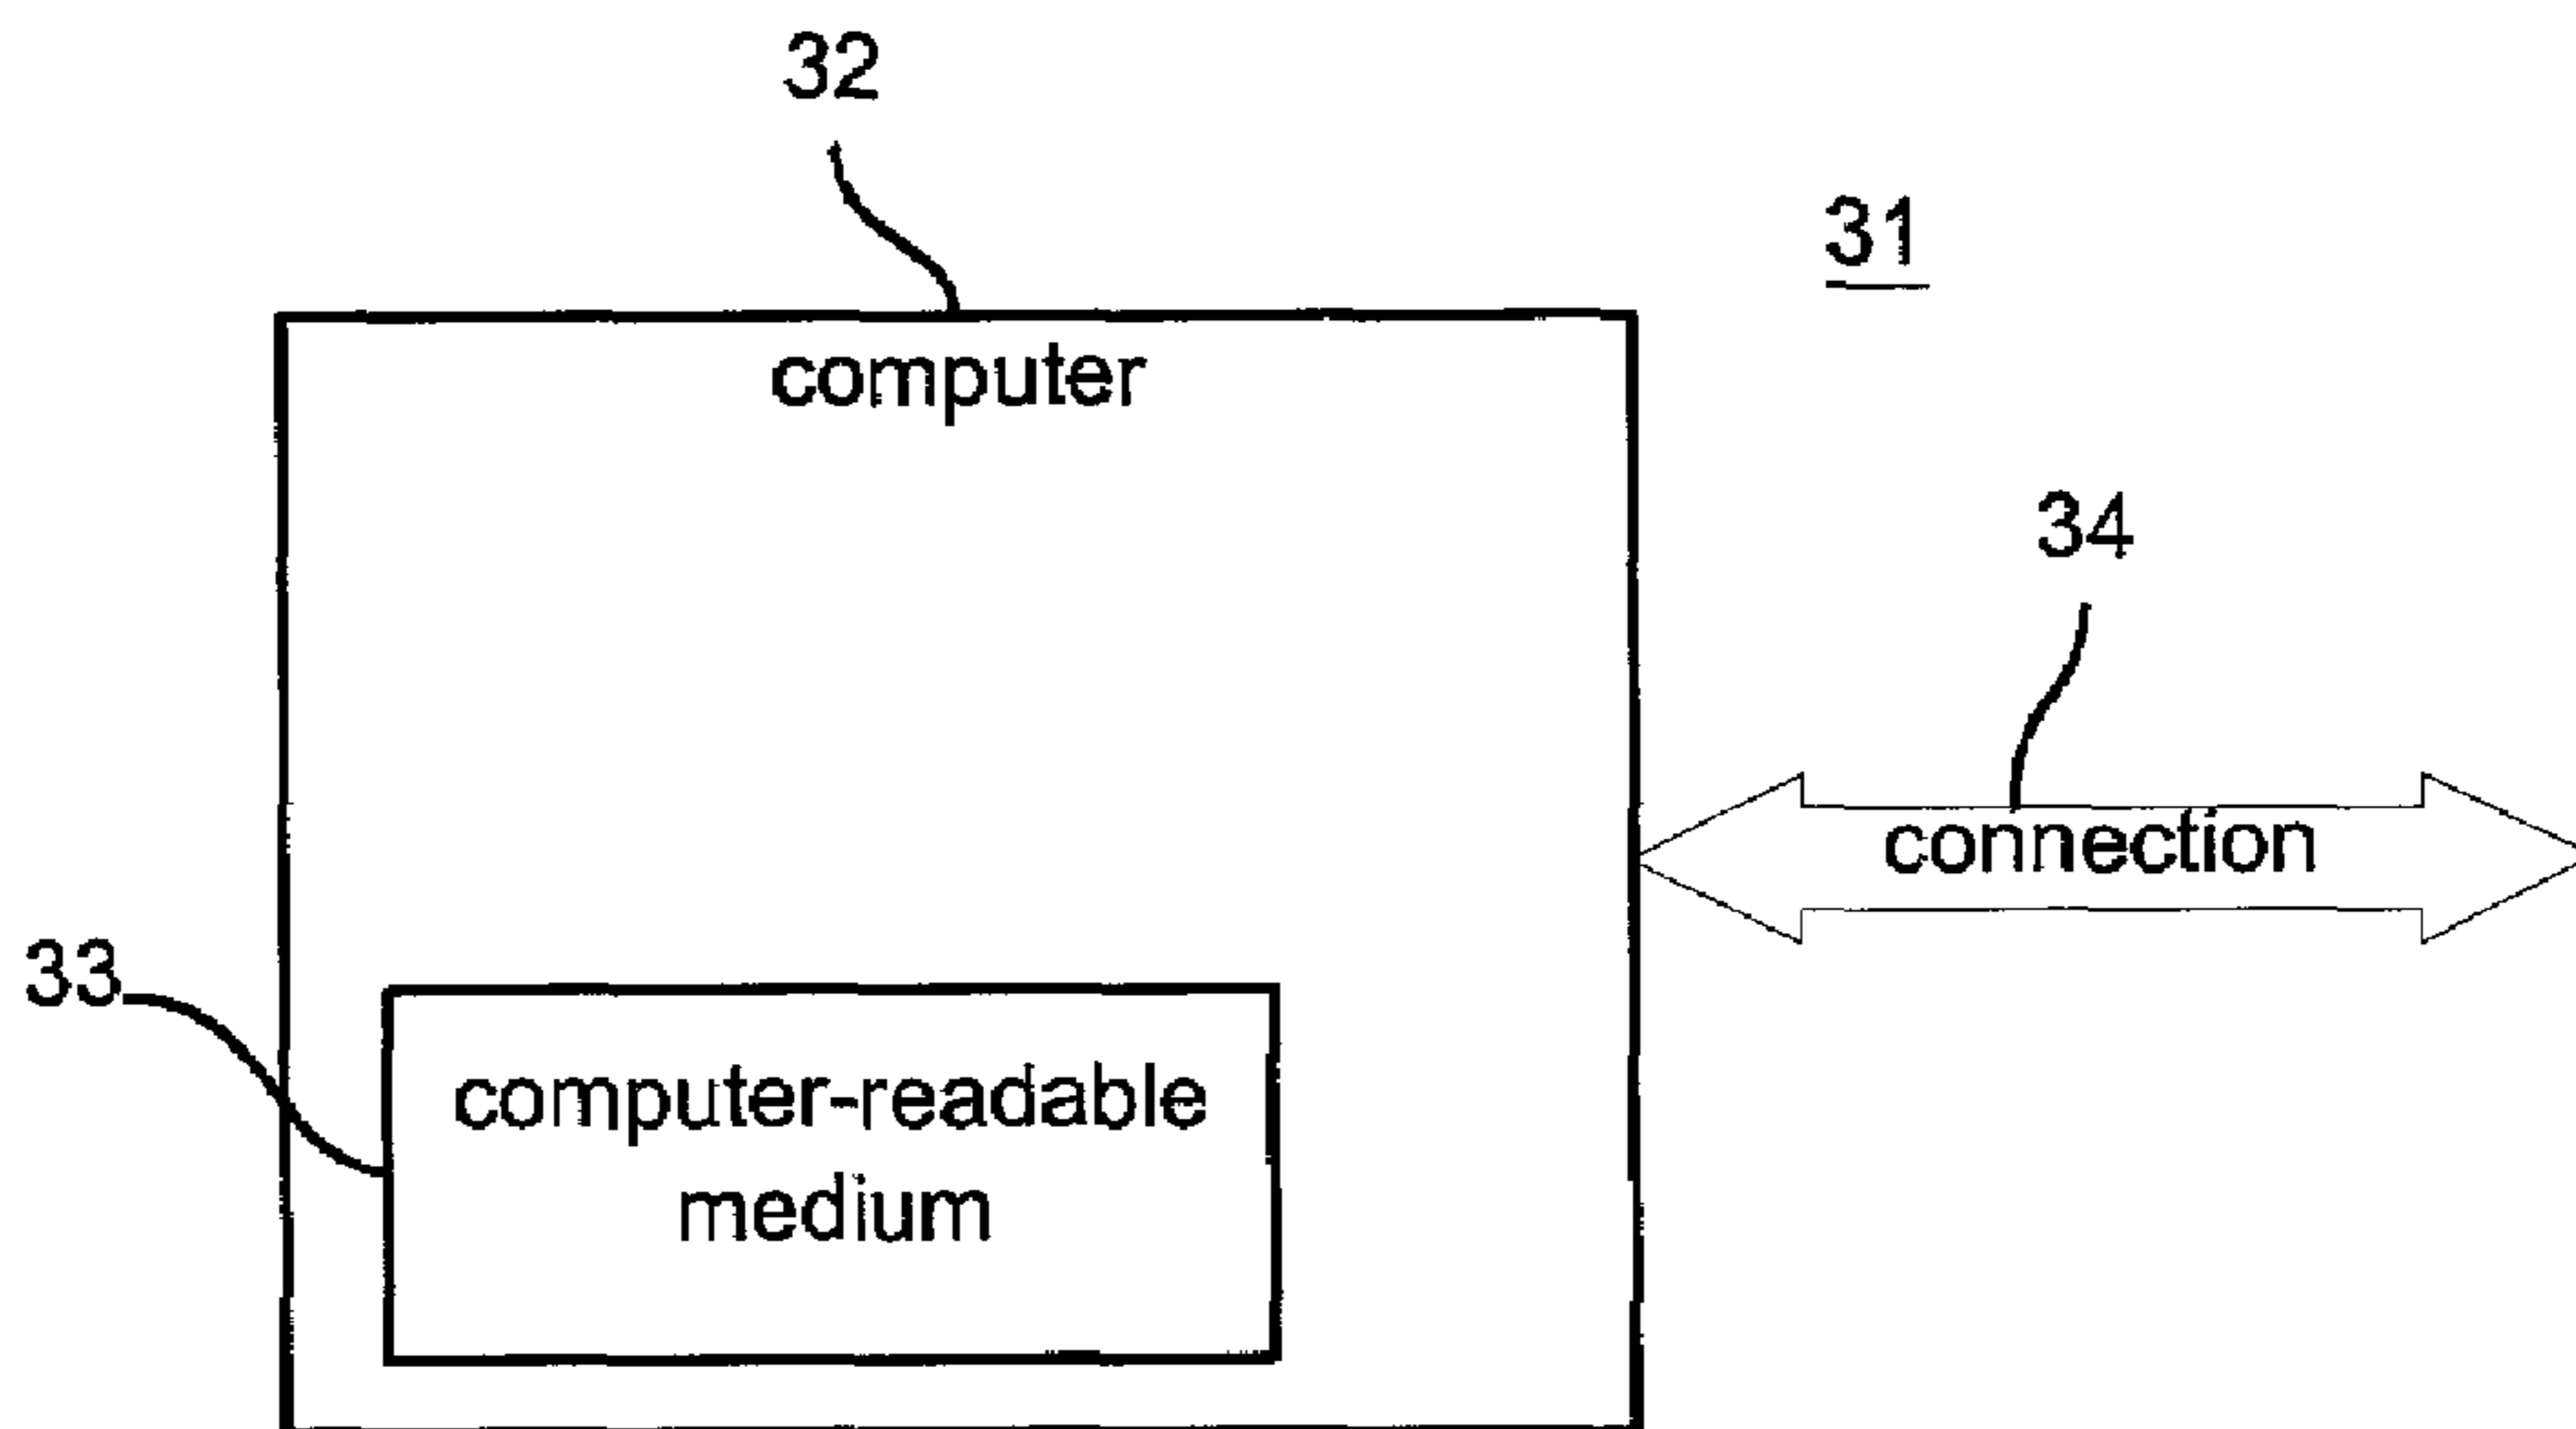 32
31
computer
34
connection
33
computer-readable
medium